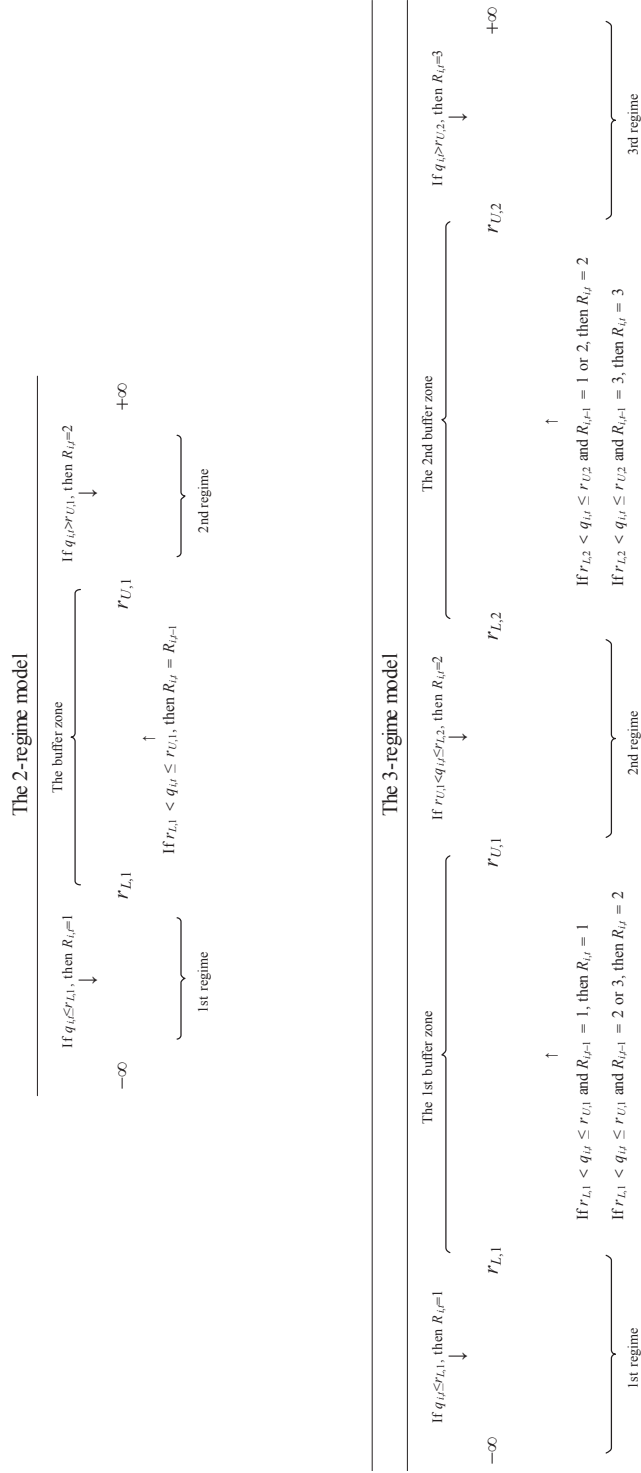 The 2-regime model
The buffer zone
If q_{i,t}≤r_{L,1}, then R_{i,t}=1
If q_{i,t}>r_{U,1}, then R_{i,t}=2
↓
↓
−∞
r_{L,1}
r_{U,1}
+∞
↑
If r_{L,1} < q_{i,t} ≤ r_{U,1}, then R_{i,t} = R_{i,t−1}
1st regime
2nd regime
The 3-regime model
The 1st buffer zone
The 2nd buffer zone
If q_{i,t}≤r_{L,1}, then R_{i,t}=1
If r_{U,1}<q_{i,t}≤r_{L,2}, then R_{i,t}=2
If q_{i,t}>r_{U,2}, then R_{i,t}=3
↓
↓
↓
−∞
r_{L,1}
r_{U,1}
r_{L,2}
r_{U,2}
+∞
↑
↑
If r_{L,1} < q_{i,t} ≤ r_{U,1} and R_{i,t−1} = 1, then R_{i,t} = 1
If r_{L,2} < q_{i,t} ≤ r_{U,2} and R_{i,t−1} = 1 or 2, then R_{i,t} = 2
If r_{L,1} < q_{i,t} ≤ r_{U,1} and R_{i,t−1} = 2 or 3, then R_{i,t} = 2
If r_{L,2} < q_{i,t} ≤ r_{U,2} and R_{i,t−1} = 3, then R_{i,t} = 3
1st regime
2nd regime
3rd regime